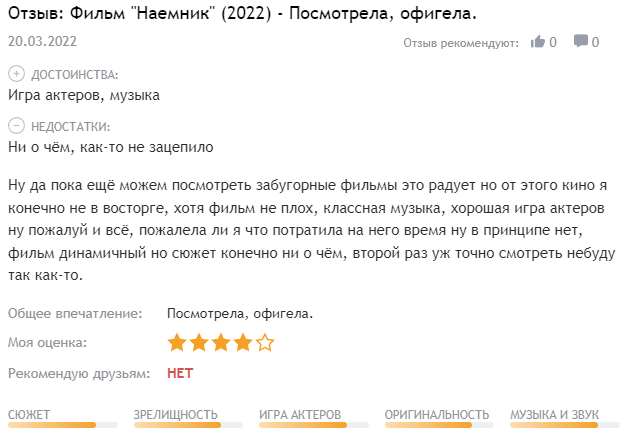 Отзыв: Фильм "Наемник" (2022) - Посмотрела, офигела.
20.03.2022
Отзыв рекомендуют: 0 0
ДОСТОИНСТВА:
Игра актеров, музыка
НЕДОСТАТКИ:
Ни о чём, как-то не зацепило
Ну да пока ещё можем посмотреть забугорные фильмы это радует но от этого кино я
конечно не в восторге, хотя фильм не плох, классная музыка, хорошая игра актеров
ну пожалуй и всё, пожалела ли я что потратила на него время ну в принципе нет,
фильм динамичный но сюжет конечно ни о чём, второй раз уж точно смотреть небуду
так как-то.
Общее впечатление: Посмотрела, офигела.
Моя оценка:
Рекомендую друзьям: НЕТ
СЮЖЕТ ЗРЕЛИЩНОСТЬ ИГРА АКТЕРОВ ОРИГИНАЛЬНОСТЬ МУЗЫКА И ЗВУК